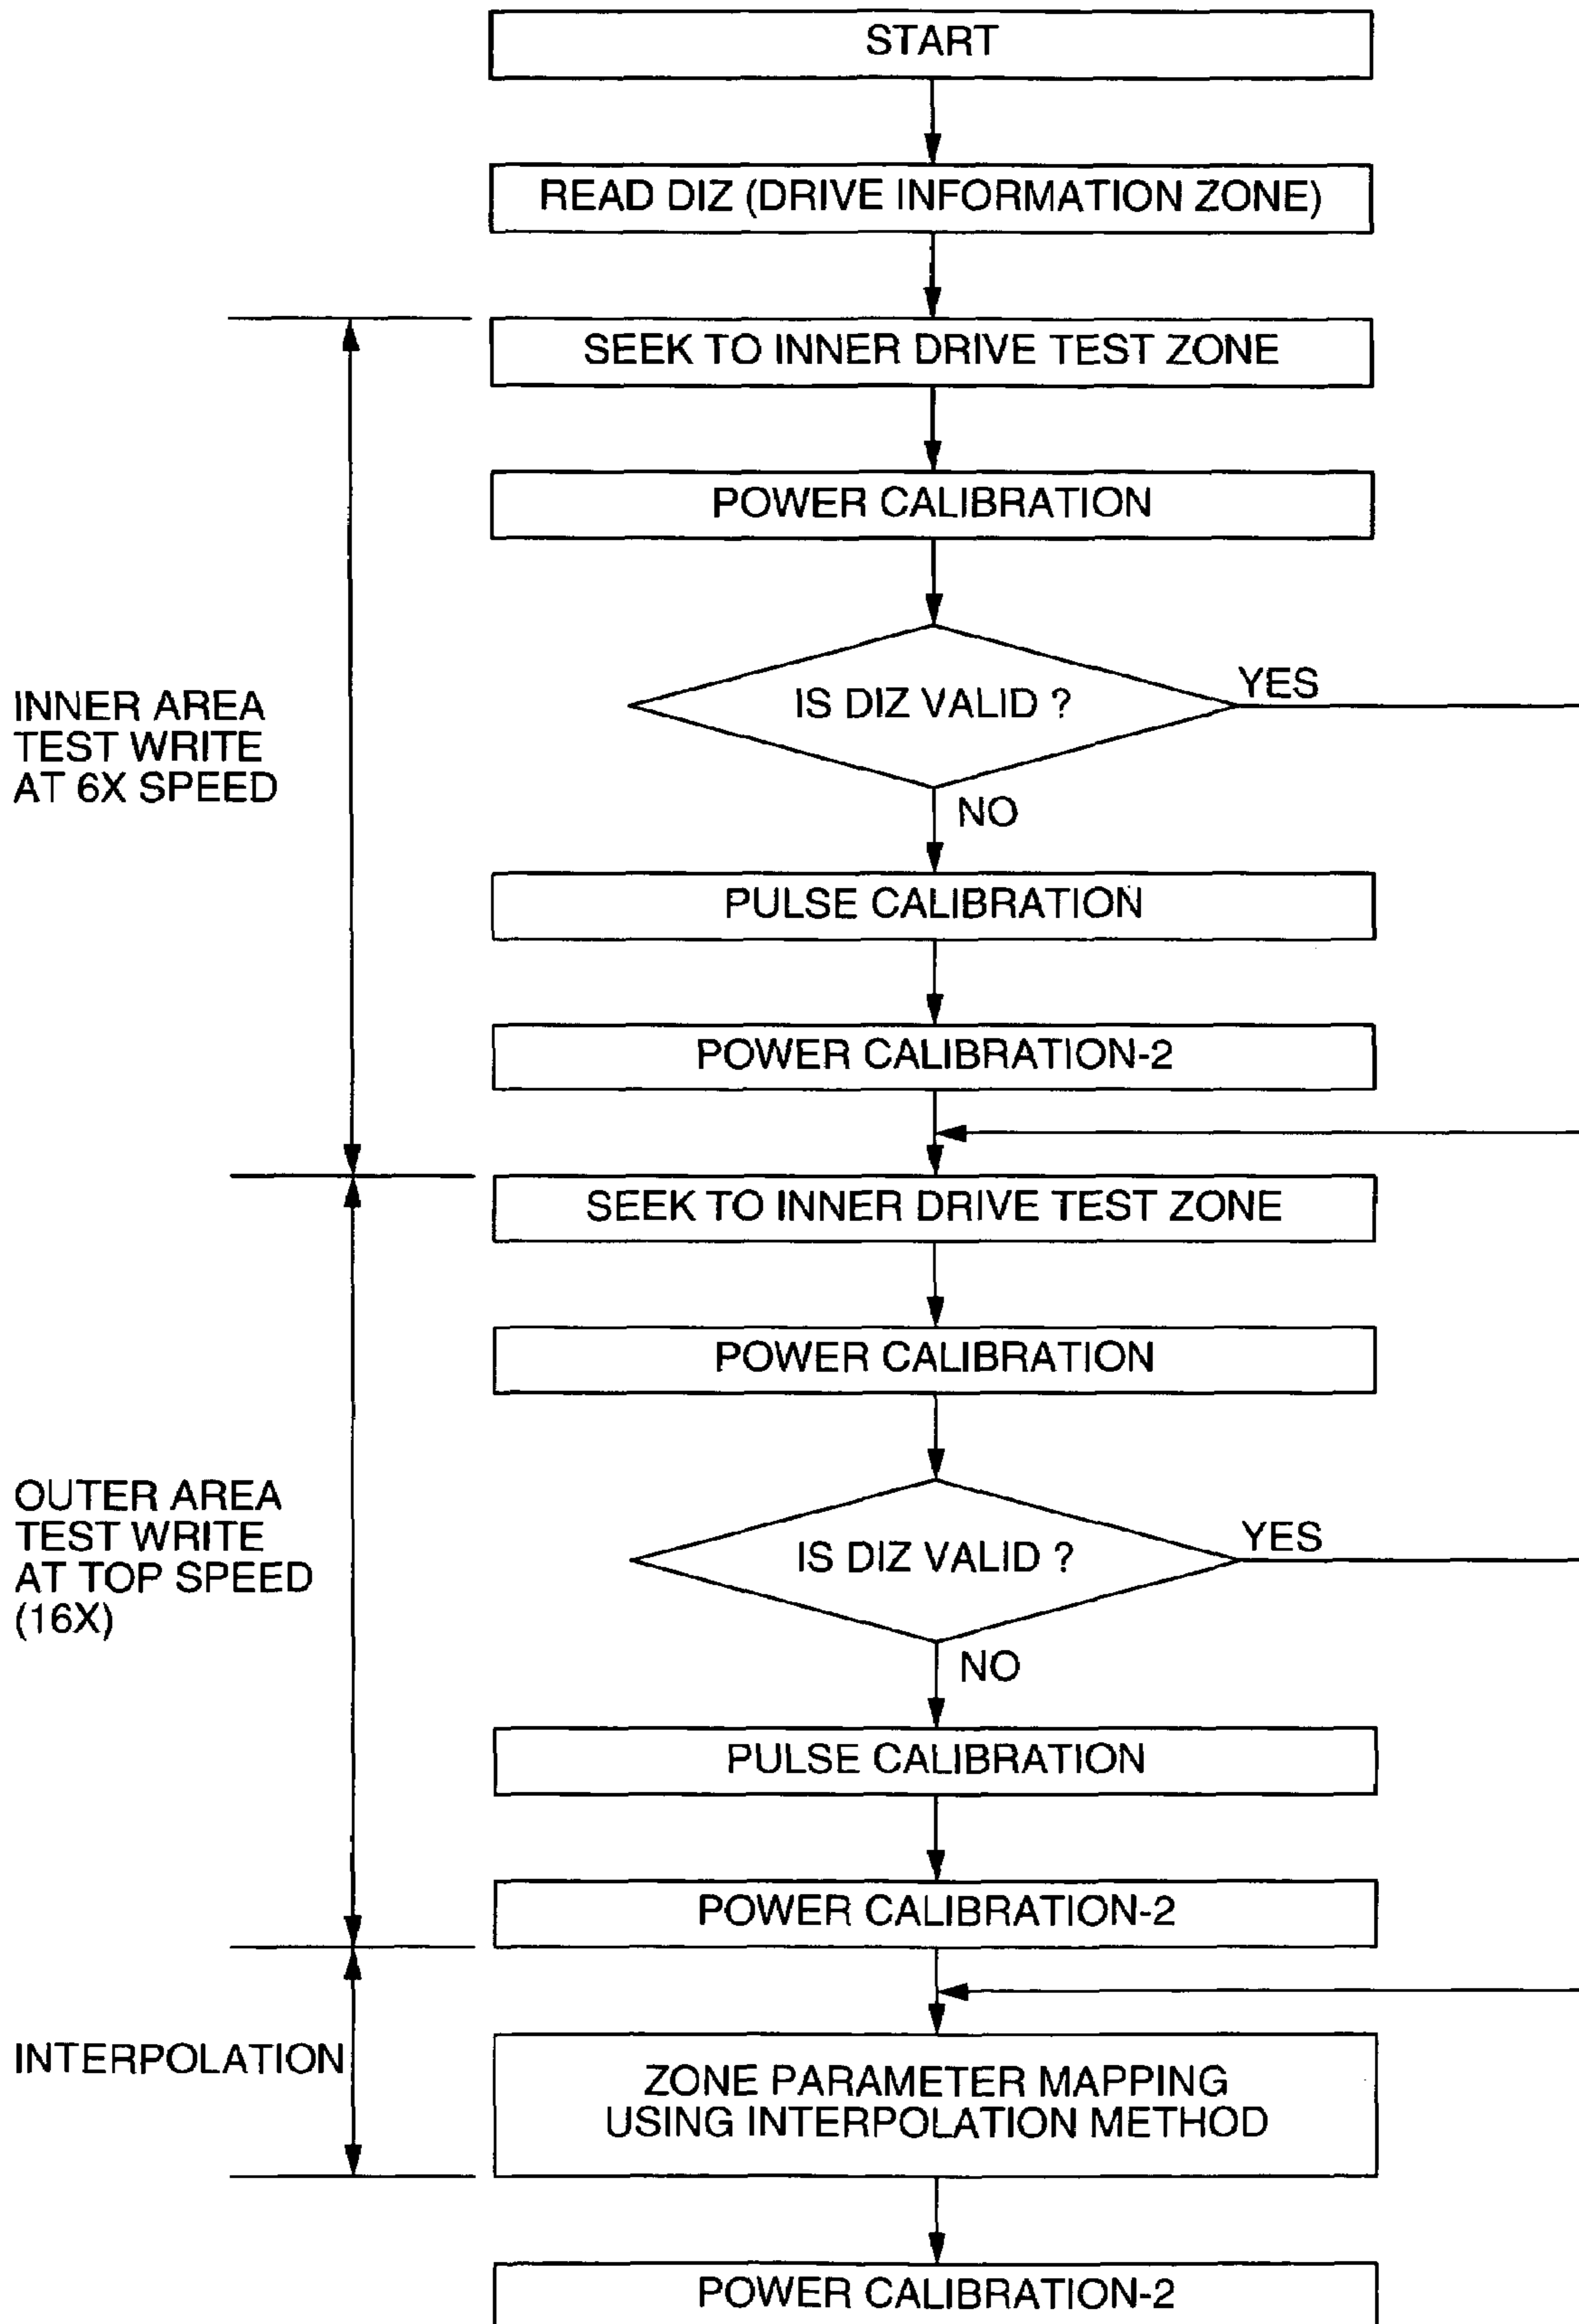 START
READ DIZ (DRIVE INFORMATION ZONE)
SEEK TO INNER DRIVE TEST ZONE
POWER CALIBRATION
INNER AREA
TEST WRITE
AT 6X SPEED
IS DIZ VALID ?
YES
NO
PULSE CALIBRATION
POWER CALIBRATION-2
SEEK TO INNER DRIVE TEST ZONE
POWER CALIBRATION
OUTER AREA
TEST WRITE
AT TOP SPEED
(16X)
IS DIZ VALID ?
YES
NO
PULSE CALIBRATION
POWER CALIBRATION-2
INTERPOLATION
ZONE PARAMETER MAPPING
USING INTERPOLATION METHOD
POWER CALIBRATION-2